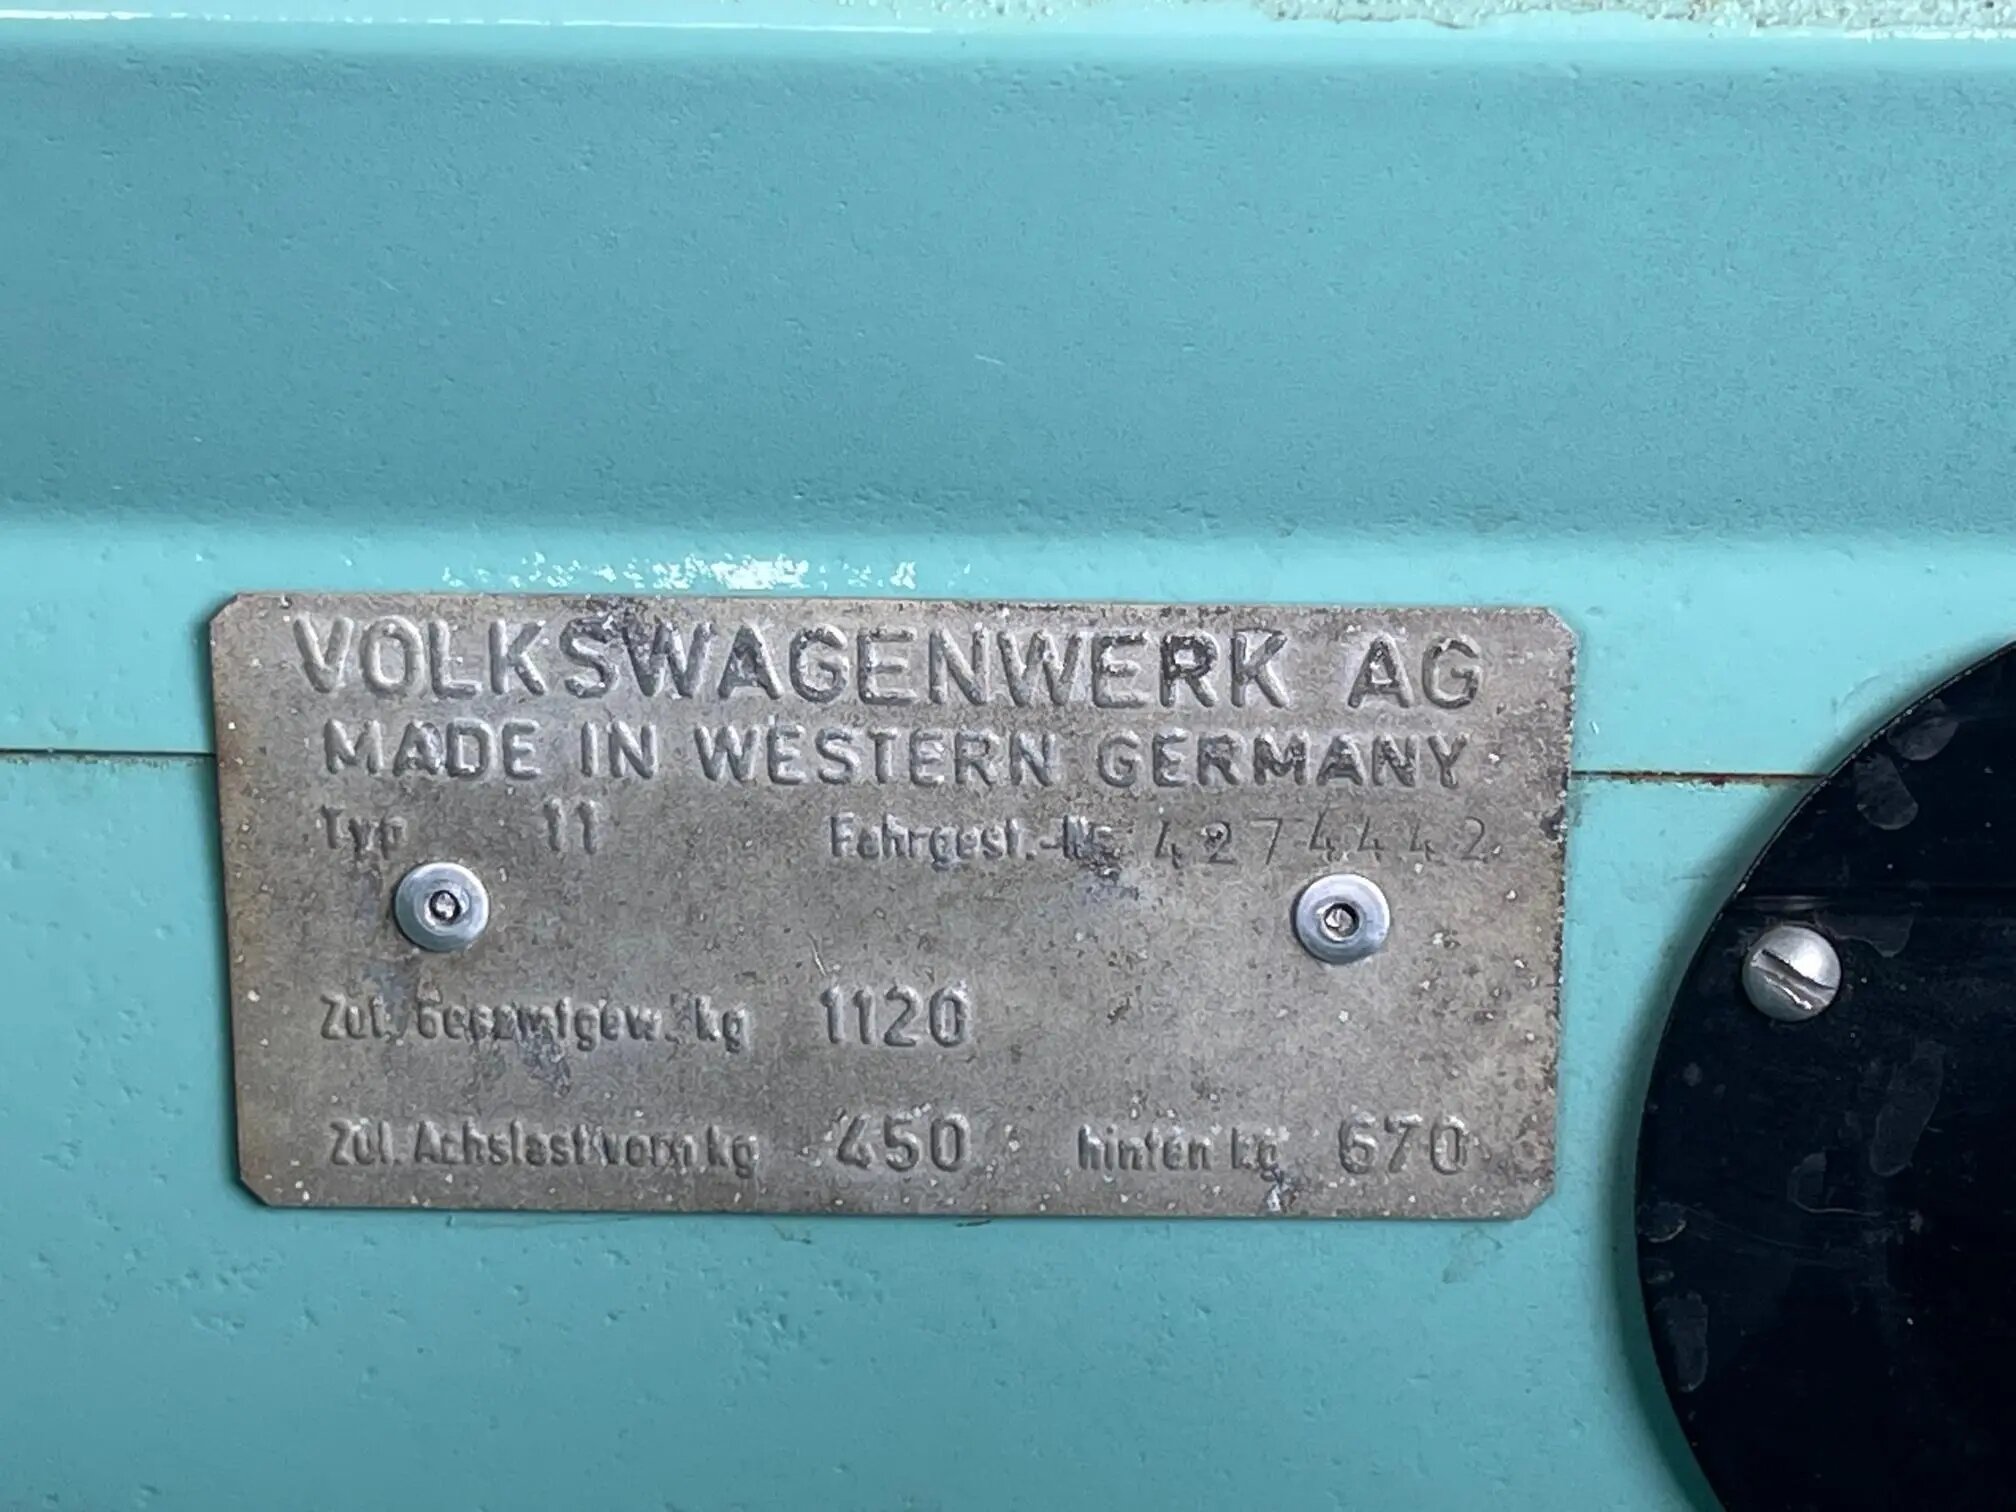 VOLKSWAGENWERK AG
MADE IN WESTERN GERMANY
Typ 11 Fahrgest.-Nr. 4274442
Zul. Gesamtgew. kg 1120
Zul. Achslast vorn kg 450 hinten kg 670